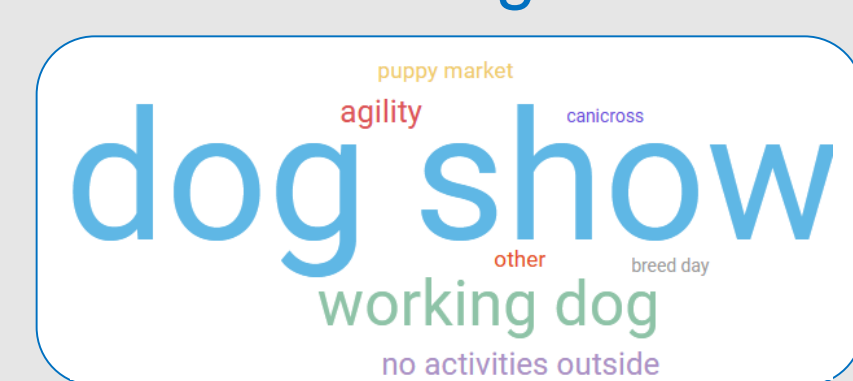 puppy market
agility
canicross
dog show
other
breed day
working dog
no activities outside